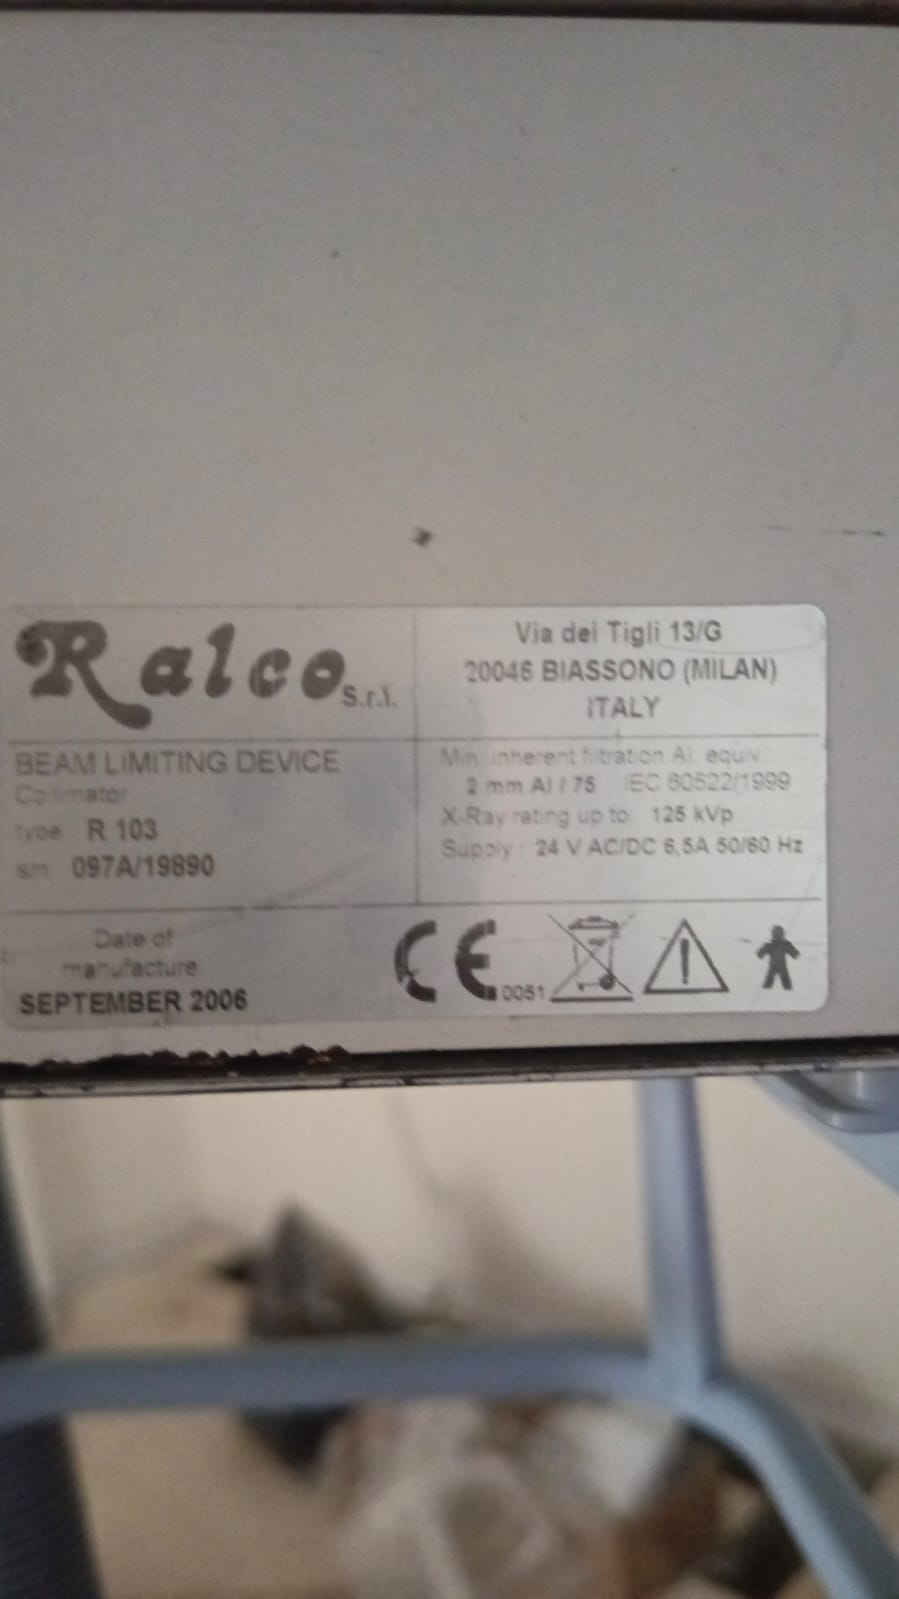 Ralco S.r.l.
Via dei Tigli 13/G
20046 BIASSONO (MILAN)
ITALY
BEAM LIMITING DEVICE
Collimator
type R 103
s/n 097A/19890
Min. inherent filtration Al. equiv.:
2 mm Al / 75 IEC 60522/1999
X-Ray rating up to: 125 kVp
Supply : 24 V AC/DC 6,5A 50/60 Hz
Date of
manufacture
SEPTEMBER 2006
CE 0051